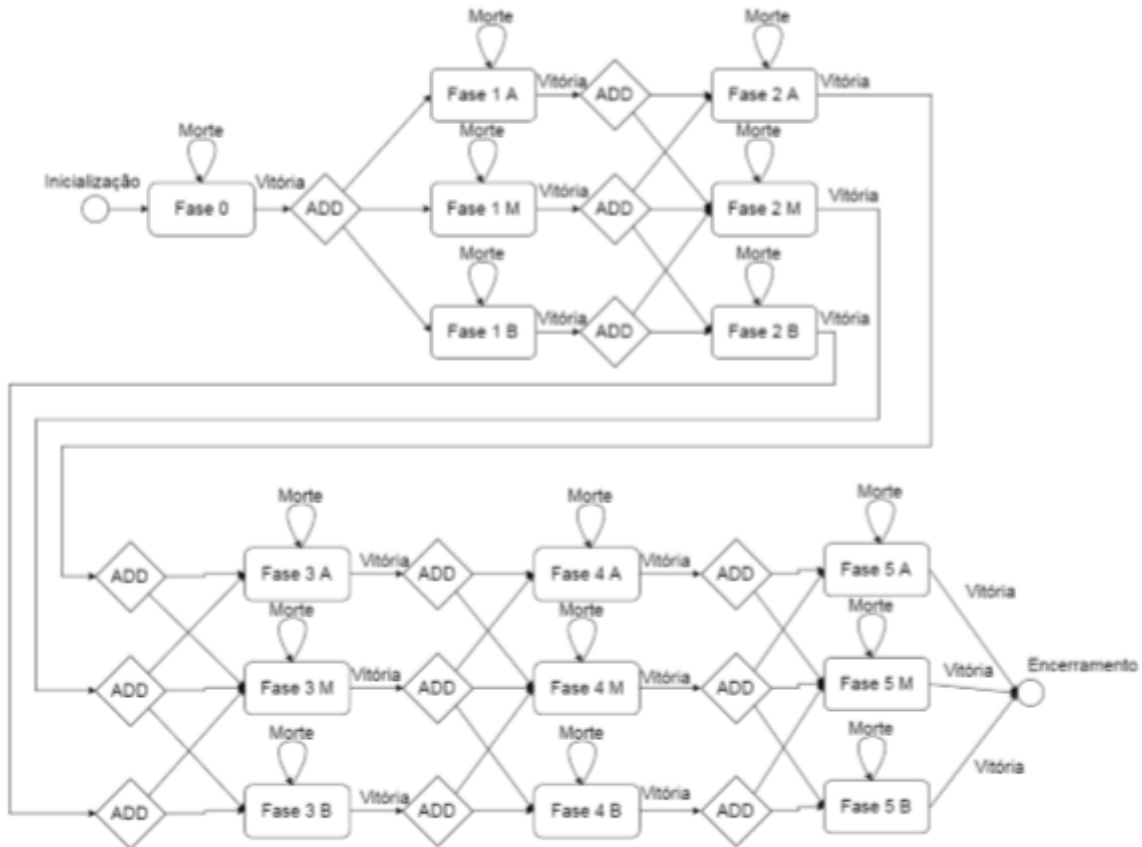 Morte
Morte
Fase 1 A
Vitória
ADD
Fase 2 A
Vitória
Morte
Morte
Morte
Inicialização
Fase 0
Vitória
ADD
Fase 1 M
Vitória
ADD
Fase 2 M
Vitória
Morte
Morte
Fase 1 B
Vitória
ADD
Fase 2 B
Vitória
Morte
Morte
Morte
ADD
Fase 3 A
Vitória
ADD
Fase 4 A
Vitória
ADD
Fase 5 A
Vitória
Morte
Morte
Morte
ADD
Fase 3 M
Vitória
ADD
Fase 4 M
Vitória
ADD
Fase 5 M
Vitória
Encerramento
Morte
Morte
Morte
ADD
Fase 3 B
Vitória
ADD
Fase 4 B
Vitória
ADD
Fase 5 B
Vitória